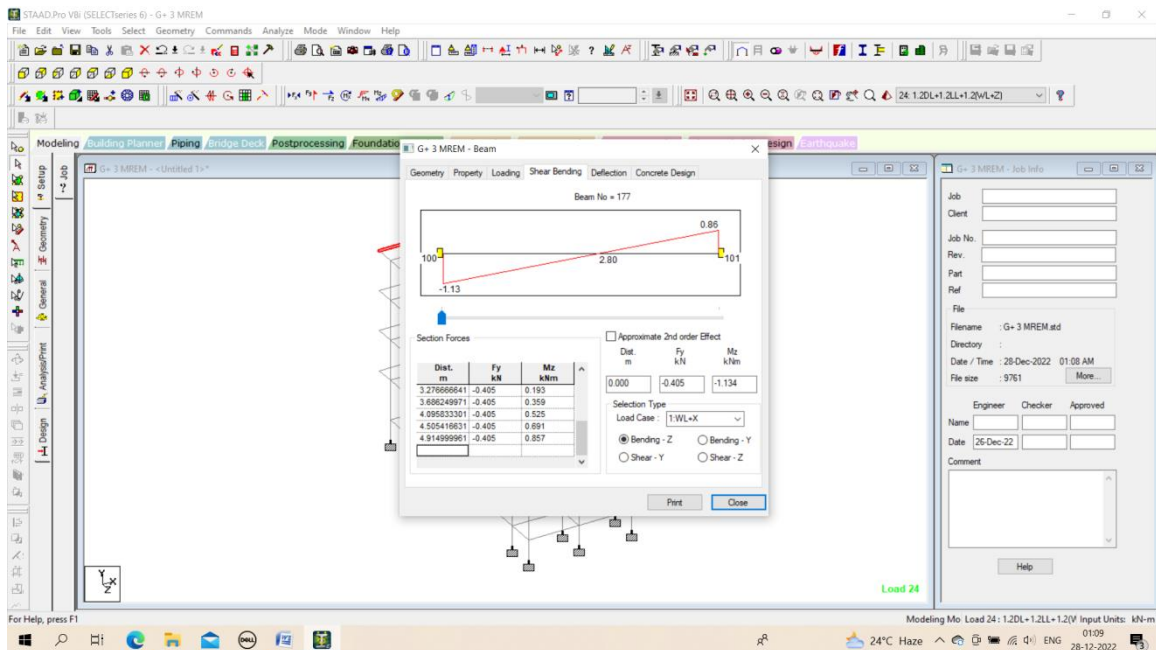 STAAD.Pro V8i (SELECTseries 6) - G+ 3 MREM
File Edit View Tools Select Geometry Commands Analyze Mode Window Help
24: 1.2DL+1.2LL+1.2(WL+Z)
Modeling Building Planner Piping Bridge Deck Postprocessing Foundatio esign Earthquake
G+ 3 MREM - <Untitled 1>*
Setup
Geometry
General
Analysis/Print
Design
Job
?
G+ 3 MREM - Beam
Geometry Property Loading Shear Bending Deflection Concrete Design
Beam No = 177
0.86
100
2.80
101
-1.13
Section Forces
Dist. Fy Mz
m kN kNm
3.276666641 -0.405 0.193
3.686249971 -0.405 0.359
4.095833301 -0.405 0.525
4.505416631 -0.405 0.691
4.914999961 -0.405 0.857
Approximate 2nd order Effect
Dist. Fy Mz
m kN kNm
0.000 -0.405 -1.134
Selection Type
Load Case : 1:WL+X
Bending - Z Bending - Y
Shear - Y Shear - Z
Print Close
Y
X
Z
Load 24
G+ 3 MREM - Job Info
Job
Client
Job No.
Rev.
Part
Ref
File
Filename : G+ 3 MREM.std
Directory :
Date / Time : 28-Dec-2022 01:08 AM
File size : 9761 More...
Engineer Checker Approved
Name
Date 26-Dec-22
Comment
Help
For Help, press F1
Modeling Mo Load 24 : 1.2DL+1.2LL+1.2(V Input Units: kN-m
DELL
24°C Haze ENG 01:09
28-12-2022
3